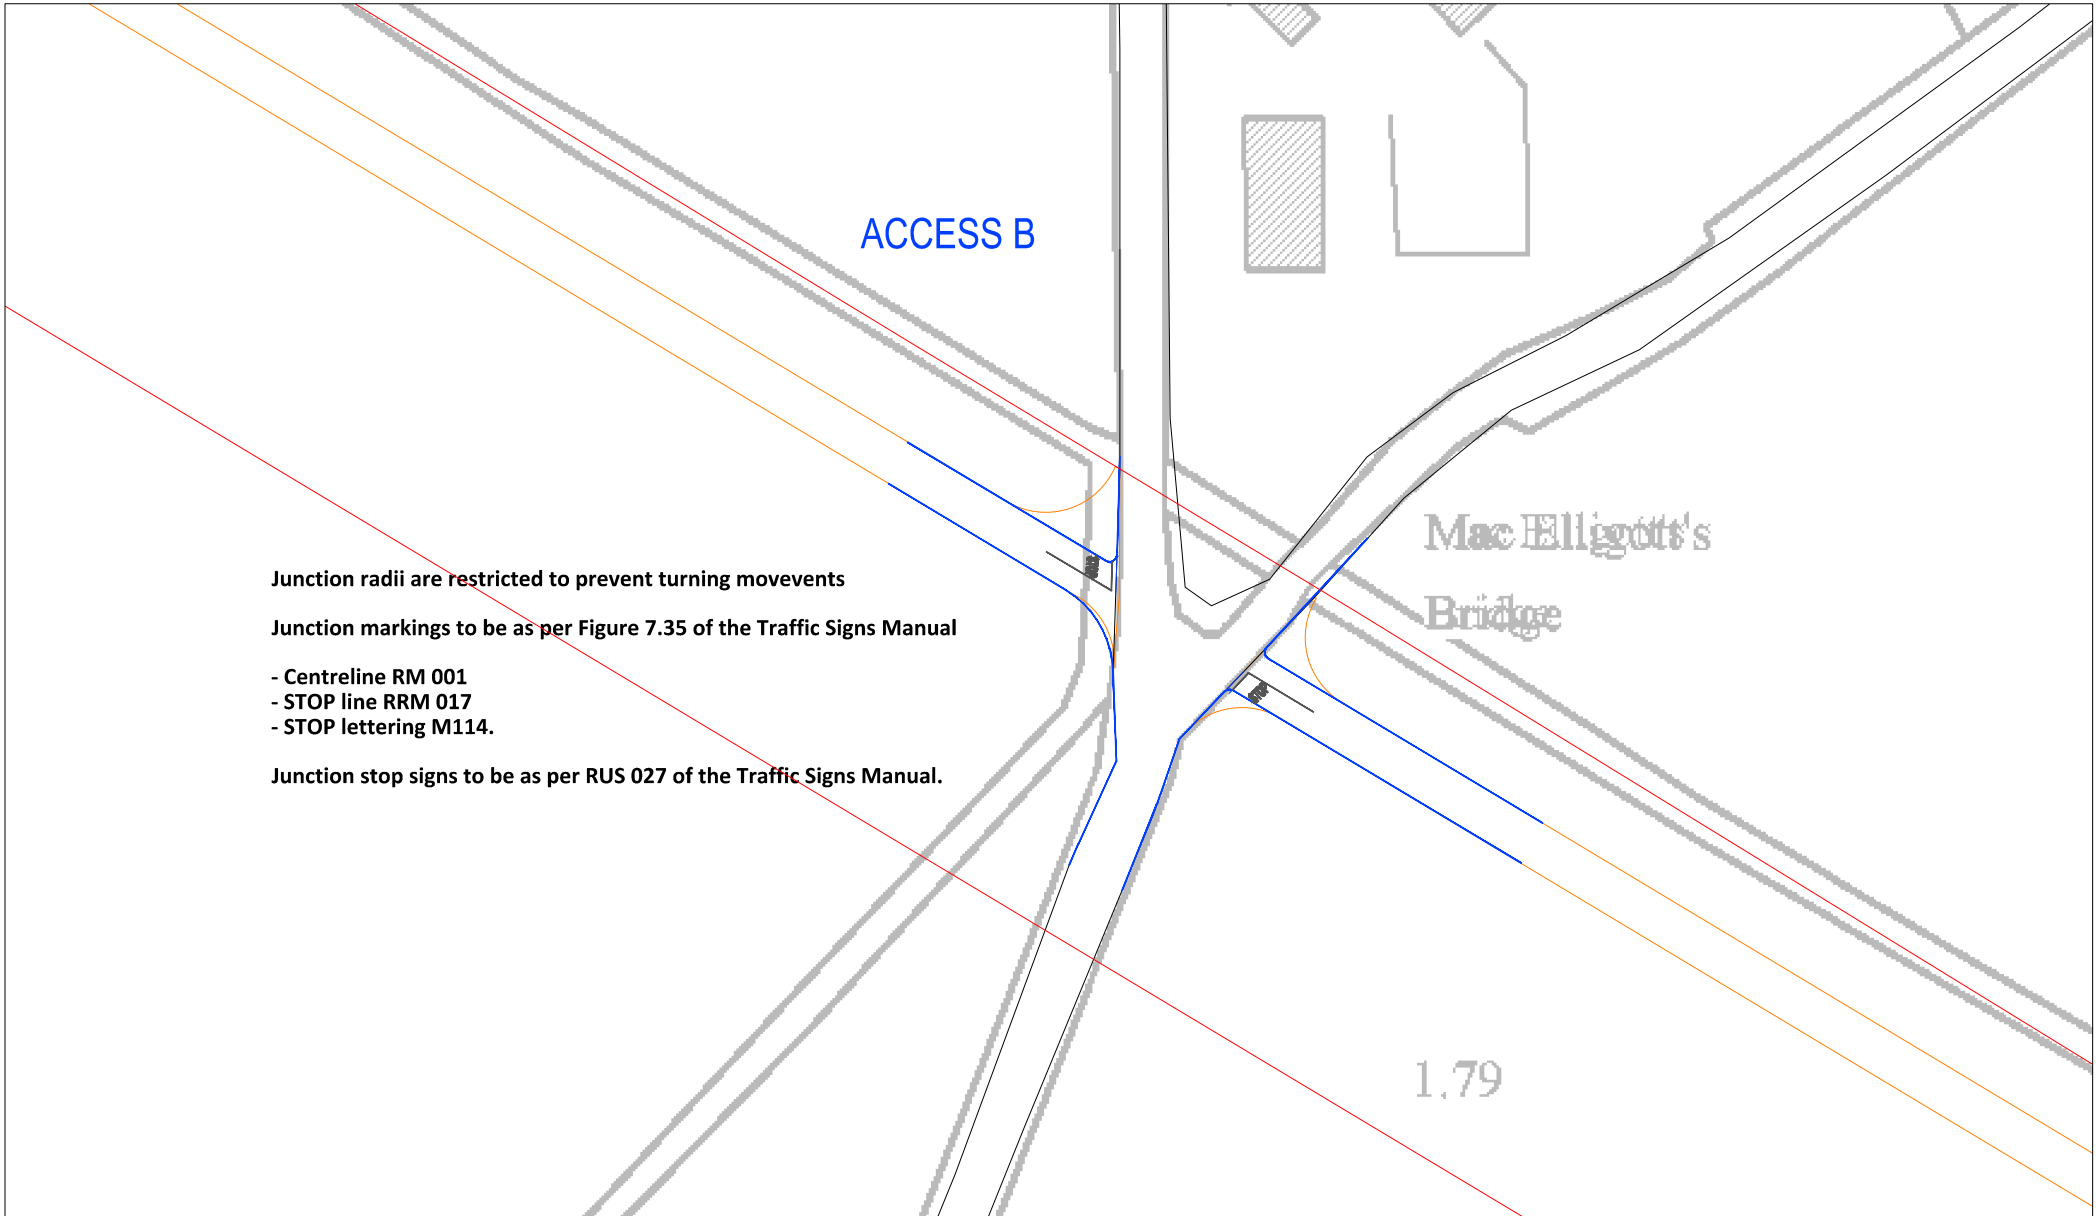 ACCESS B
Mac Elligott's
Bridge
Junction radii are restricted to prevent turning movevents
Junction markings to be as per Figure 7.35 of the Traffic Signs Manual
- Centreline RM 001
- STOP line RRM 017
- STOP lettering M114.
Junction stop signs to be as per RUS 027 of the Traffic Signs Manual.
STOP
STOP
1.79